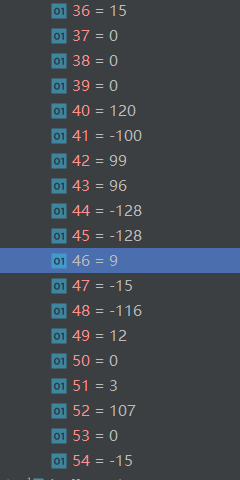 01 36 = 15
01 37 = 0
01 38 = 0
01 39 = 0
01 40 = 120
01 41 = -100
01 42 = 99
01 43 = 96
01 44 = -128
01 45 = -128
01 46 = 9
01 47 = -15
01 48 = -116
01 49 = 12
01 50 = 0
01 51 = 3
01 52 = 107
01 53 = 0
01 54 = -15